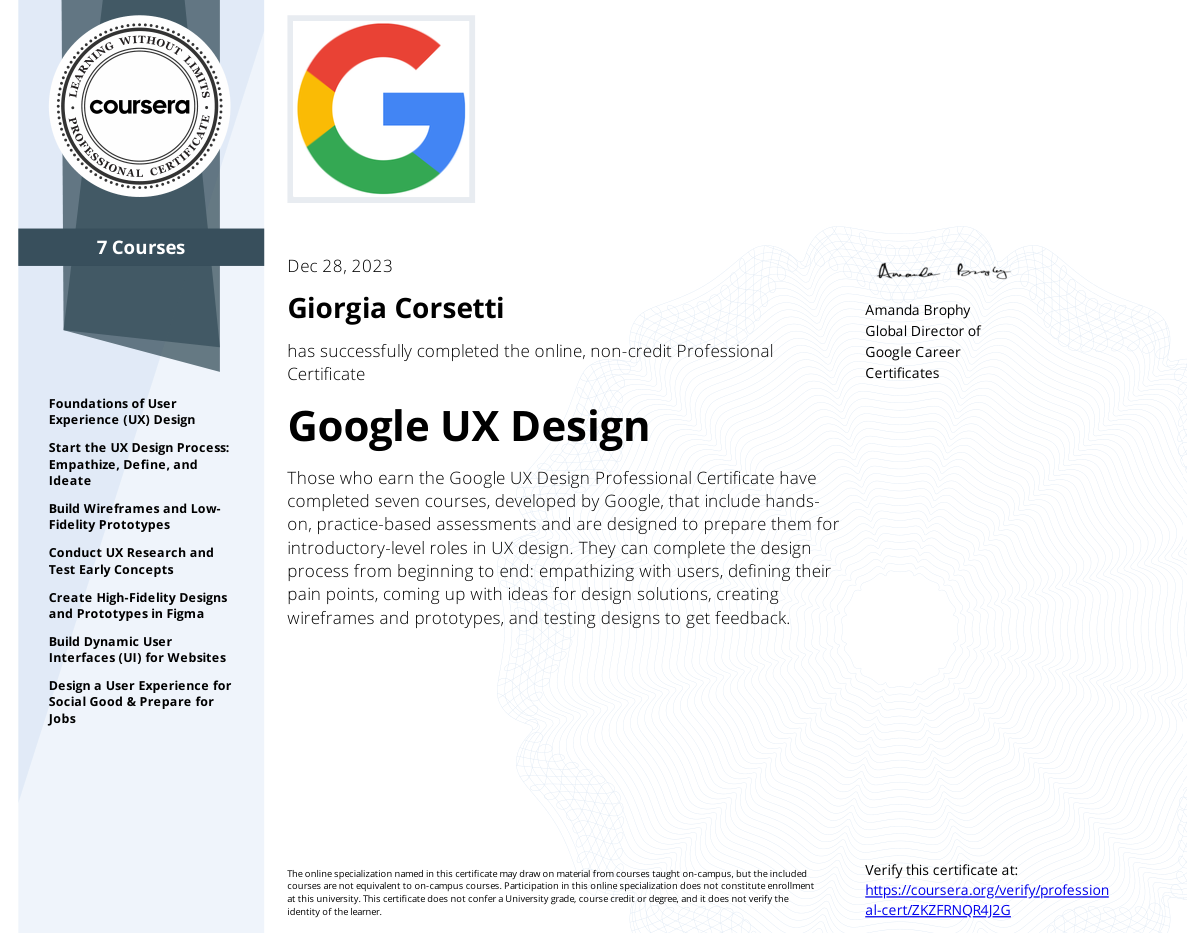 LEARNING WITHOUT LIMITS
coursera
PROFESSIONAL CERTIFICATE
7 Courses
Foundations of User
Experience (UX) Design
Start the UX Design Process:
Empathize, Define, and
Ideate
Build Wireframes and Low-
Fidelity Prototypes
Conduct UX Research and
Test Early Concepts
Create High-Fidelity Designs
and Prototypes in Figma
Build Dynamic User
Interfaces (UI) for Websites
Design a User Experience for
Social Good & Prepare for
Jobs
Dec 28, 2023
Giorgia Corsetti
has successfully completed the online, non-credit Professional
Certificate
Google UX Design
Those who earn the Google UX Design Professional Certificate have
completed seven courses, developed by Google, that include hands-
on, practice-based assessments and are designed to prepare them for
introductory-level roles in UX design. They can complete the design
process from beginning to end: empathizing with users, defining their
pain points, coming up with ideas for design solutions, creating
wireframes and prototypes, and testing designs to get feedback.
Amanda Brophy
Amanda Brophy
Global Director of
Google Career
Certificates
The online specialization named in this certificate may draw on material from courses taught on-campus, but the included
courses are not equivalent to on-campus courses. Participation in this online specialization does not constitute enrollment
at this university. This certificate does not confer a University grade, course credit or degree, and it does not verify the
identity of the learner.
Verify this certificate at:
https://coursera.org/verify/profession
al-cert/ZKZFRNQR4J2G